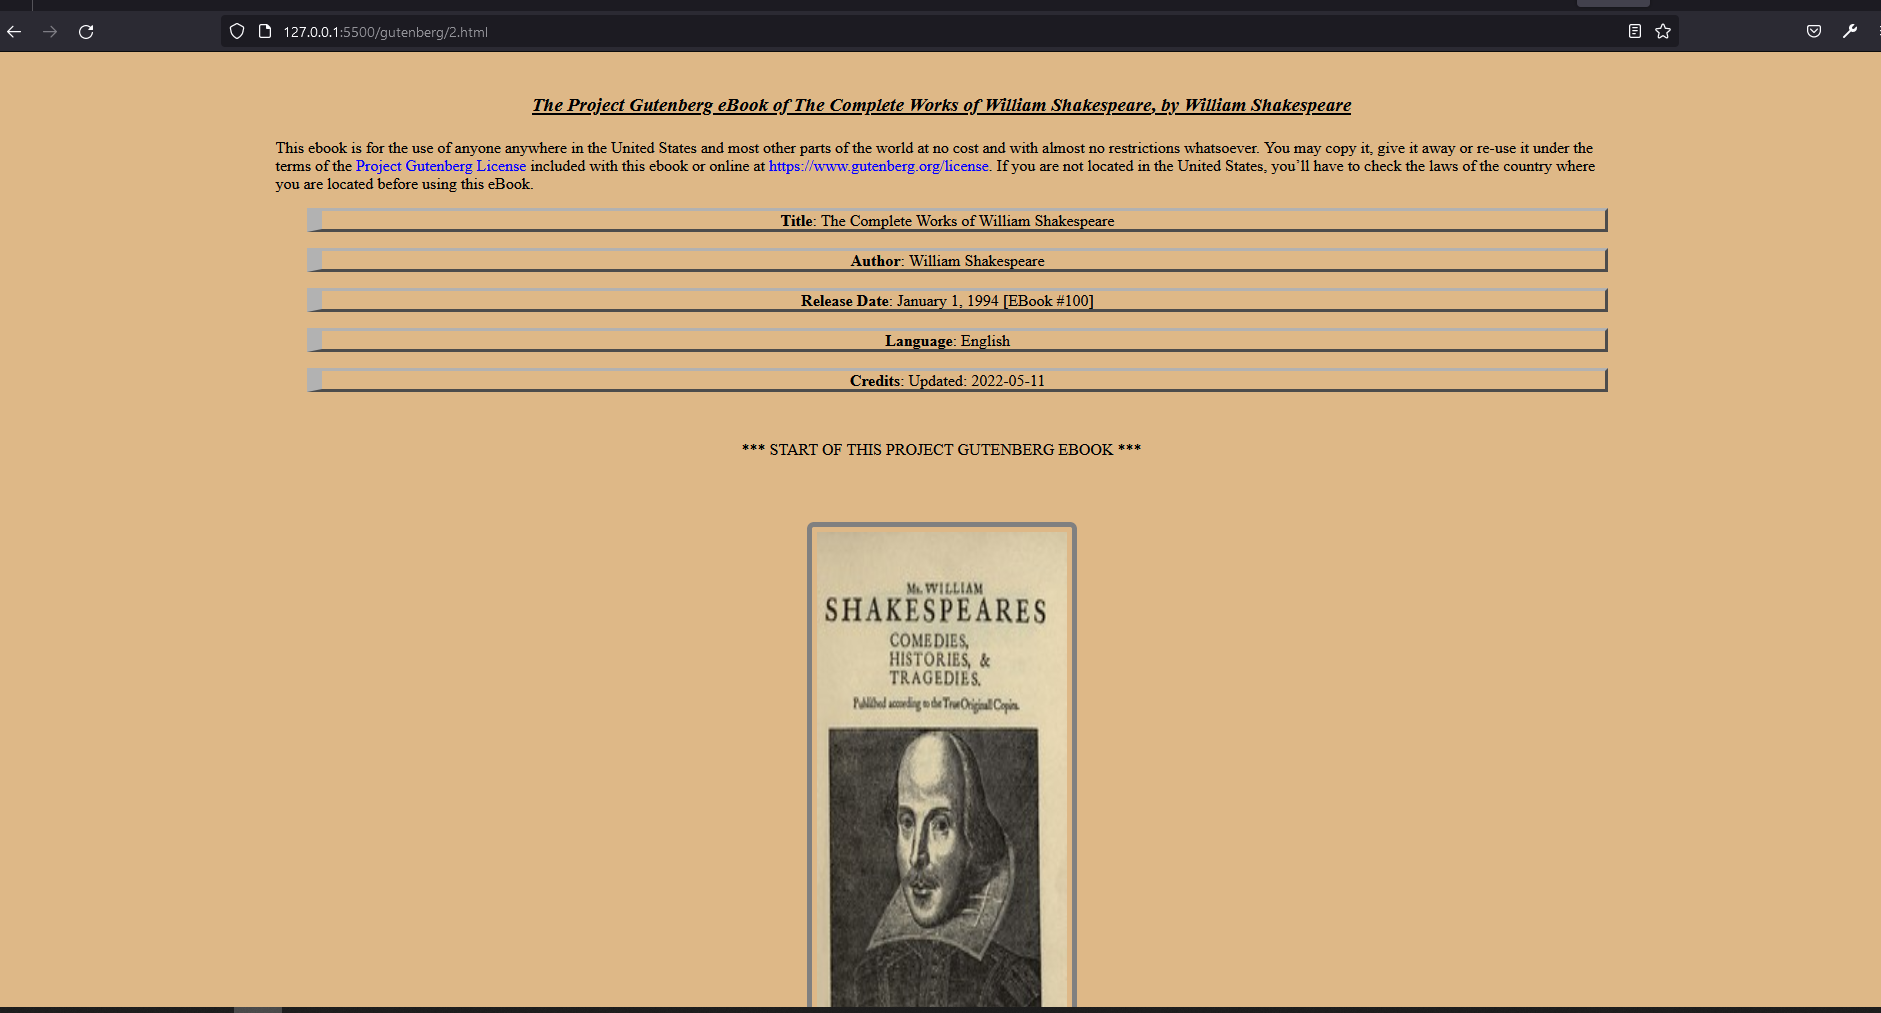 127.0.0.1:5500/gutenberg/2.html
The Project Gutenberg eBook of The Complete Works of William Shakespeare, by William Shakespeare
This ebook is for the use of anyone anywhere in the United States and most other parts of the world at no cost and with almost no restrictions whatsoever. You may copy it, give it away or re-use it under the
terms of the Project Gutenberg License included with this ebook or online at https://www.gutenberg.org/license. If you are not located in the United States, you’ll have to check the laws of the country where
you are located before using this eBook.
Title: The Complete Works of William Shakespeare
Author: William Shakespeare
Release Date: January 1, 1994 [EBook #100]
Language: English
Credits: Updated: 2022-05-11
*** START OF THIS PROJECT GUTENBERG EBOOK ***
Mr. WILLIAM
SHAKESPEARES
COMEDIES,
HISTORIES, &
TRAGEDIES.
Published according to the True Originall Copies.